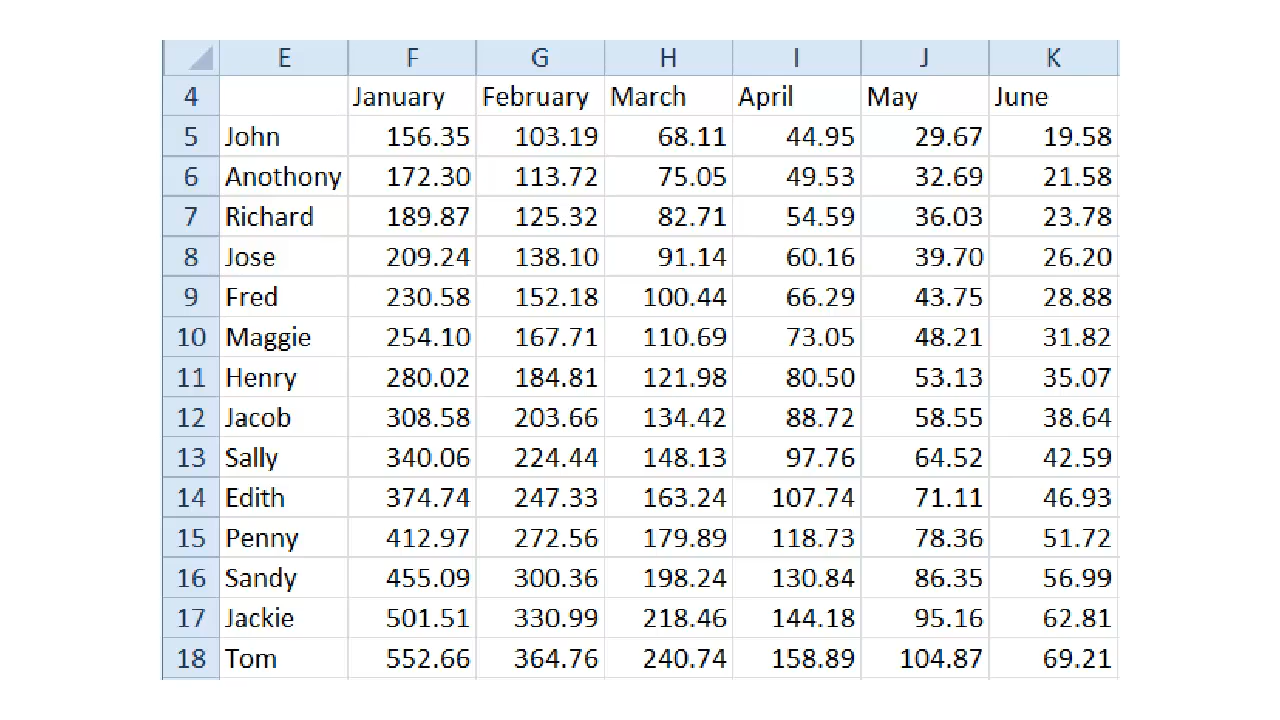 E F G H I J K
4 January February March April May June
5 John 156.35 103.19 68.11 44.95 29.67 19.58
6 Anothony 172.30 113.72 75.05 49.53 32.69 21.58
7 Richard 189.87 125.32 82.71 54.59 36.03 23.78
8 Jose 209.24 138.10 91.14 60.16 39.70 26.20
9 Fred 230.58 152.18 100.44 66.29 43.75 28.88
10 Maggie 254.10 167.71 110.69 73.05 48.21 31.82
11 Henry 280.02 184.81 121.98 80.50 53.13 35.07
12 Jacob 308.58 203.66 134.42 88.72 58.55 38.64
13 Sally 340.06 224.44 148.13 97.76 64.52 42.59
14 Edith 374.74 247.33 163.24 107.74 71.11 46.93
15 Penny 412.97 272.56 179.89 118.73 78.36 51.72
16 Sandy 455.09 300.36 198.24 130.84 86.35 56.99
17 Jackie 501.51 330.99 218.46 144.18 95.16 62.81
18 Tom 552.66 364.76 240.74 158.89 104.87 69.21